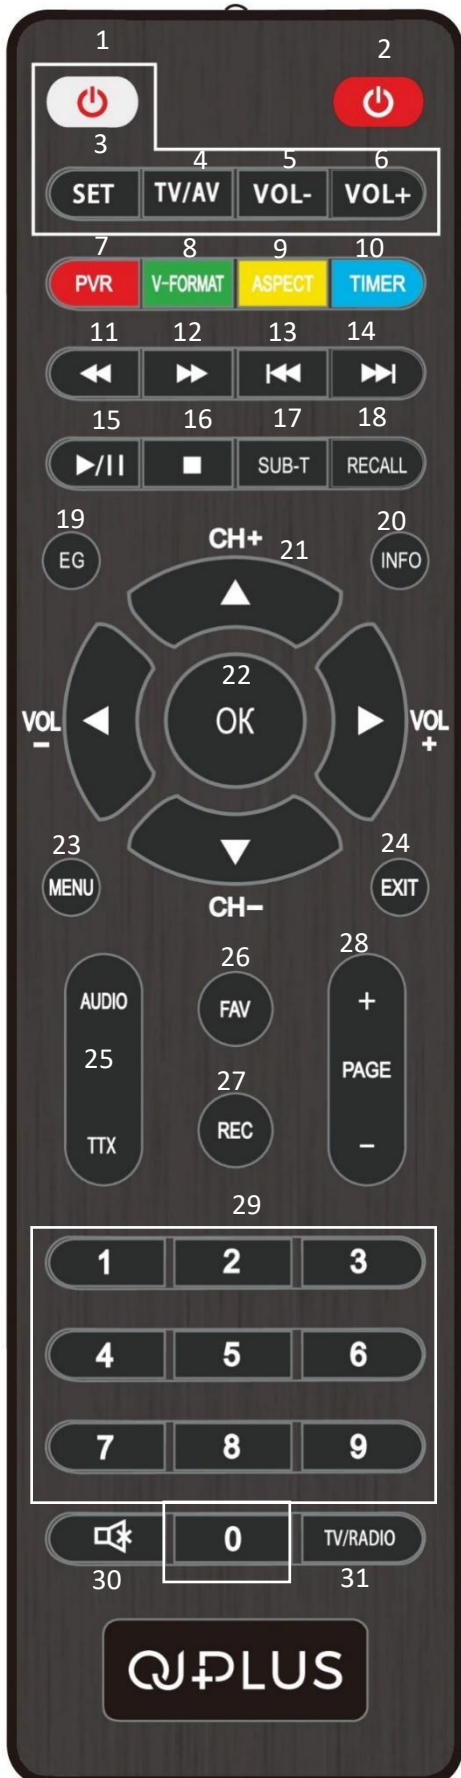 1 2
3 4 5 6
SET TV/AV VOL- VOL+
7 8 9 10
PVR V-FORMAT ASPECT TIMER
11 12 13 14
15 16 17 18
SUB-T RECALL
19 20
EG CH+ INFO
21
22
VOL - OK VOL +
23 24
MENU EXIT
CH-
26 28
AUDIO FAV +
25 27 PAGE
TTX REC -
29
1 2 3
4 5 6
7 8 9
0 TV/RADIO
30 31
QJPLUS